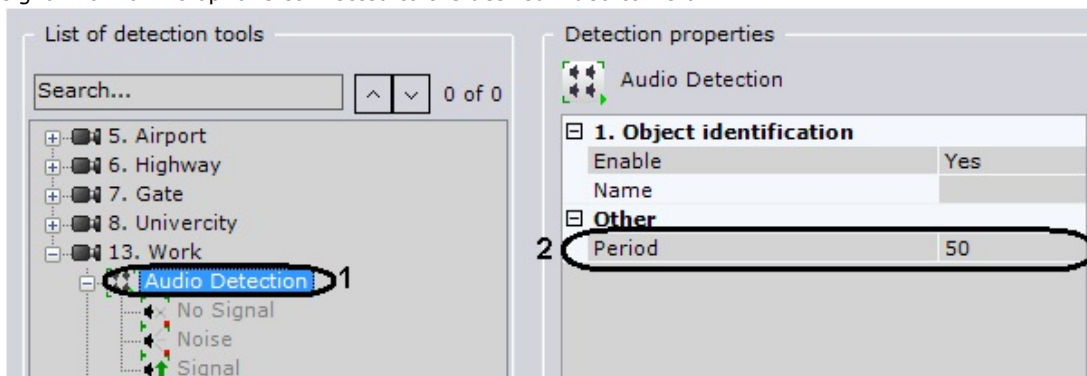 List of detection tools
Search...
0 of 0
5. Airport
6. Highway
7. Gate
8. Univercity
13. Work
Audio Detection 1
No Signal
Noise
Signal
Detection properties
Audio Detection
1. Object identification
Enable Yes
Name
Other
2 Period 50